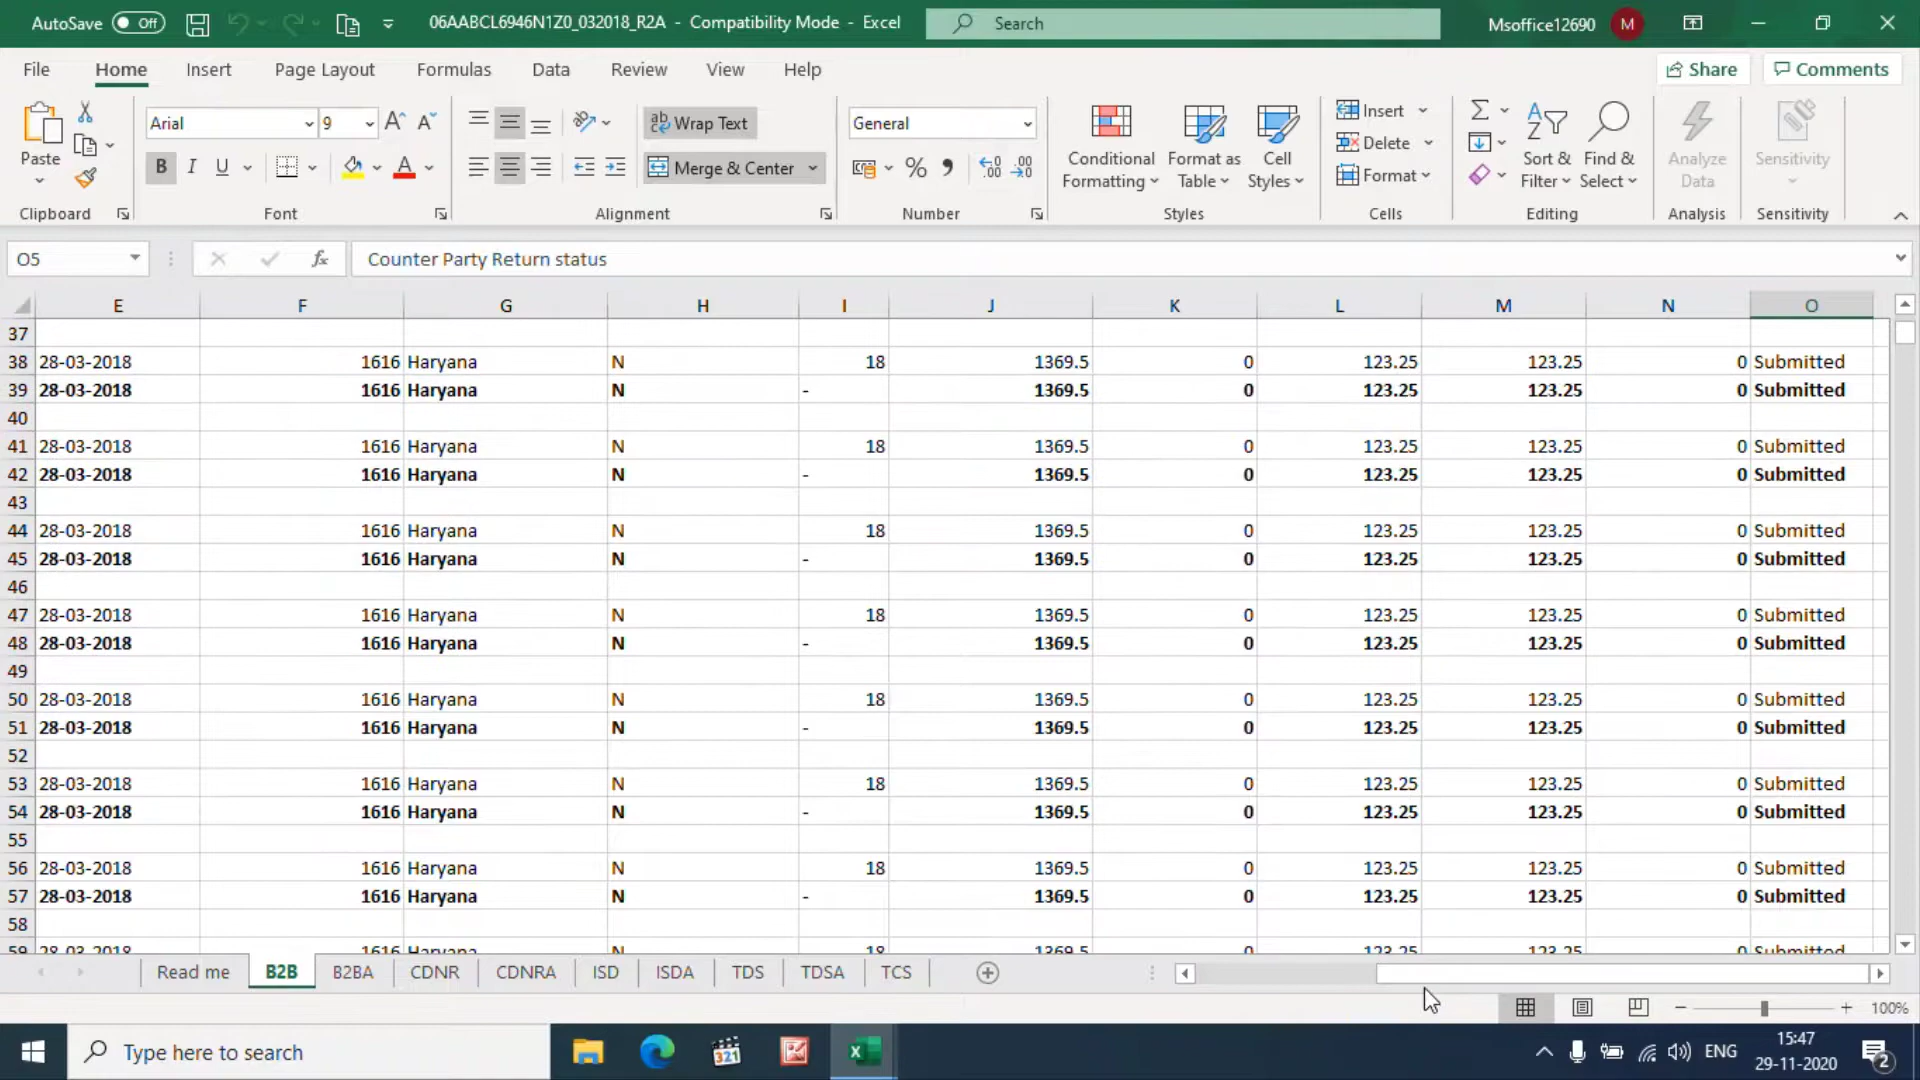 AutoSave Off 06AABCL6946N1Z0_032018_R2A - Compatibility Mode - Excel Search Msoffice12690 M
File Home Insert Page Layout Formulas Data Review View Help Share Comments
Paste Arial 9 Wrap Text General Insert
Merge & Center Conditional Formatting Format as Table Cell Styles Delete Sort & Filter Find & Select Analyze Data Sensitivity
B I U A % Format
Clipboard Font Alignment Number Styles Cells Editing Analysis Sensitivity
O5 fx Counter Party Return status
E F G H I J K L M N O
37
38 28-03-2018 1616 Haryana N 18 1369.5 0 123.25 123.25 0 Submitted
39 28-03-2018 1616 Haryana N - 1369.5 0 123.25 123.25 0 Submitted
40
41 28-03-2018 1616 Haryana N 18 1369.5 0 123.25 123.25 0 Submitted
42 28-03-2018 1616 Haryana N - 1369.5 0 123.25 123.25 0 Submitted
43
44 28-03-2018 1616 Haryana N 18 1369.5 0 123.25 123.25 0 Submitted
45 28-03-2018 1616 Haryana N - 1369.5 0 123.25 123.25 0 Submitted
46
47 28-03-2018 1616 Haryana N 18 1369.5 0 123.25 123.25 0 Submitted
48 28-03-2018 1616 Haryana N - 1369.5 0 123.25 123.25 0 Submitted
49
50 28-03-2018 1616 Haryana N 18 1369.5 0 123.25 123.25 0 Submitted
51 28-03-2018 1616 Haryana N - 1369.5 0 123.25 123.25 0 Submitted
52
53 28-03-2018 1616 Haryana N 18 1369.5 0 123.25 123.25 0 Submitted
54 28-03-2018 1616 Haryana N - 1369.5 0 123.25 123.25 0 Submitted
55
56 28-03-2018 1616 Haryana N 18 1369.5 0 123.25 123.25 0 Submitted
57 28-03-2018 1616 Haryana N - 1369.5 0 123.25 123.25 0 Submitted
58
59 28-03-2018 1616 Haryana N 18 1369.5 0 123.25 123.25 0 Submitted
Read me B2B B2BA CDNR CDNRA ISD ISDA TDS TDSA TCS
100%
Type here to search 321 ENG 15:47
29-11-2020 2